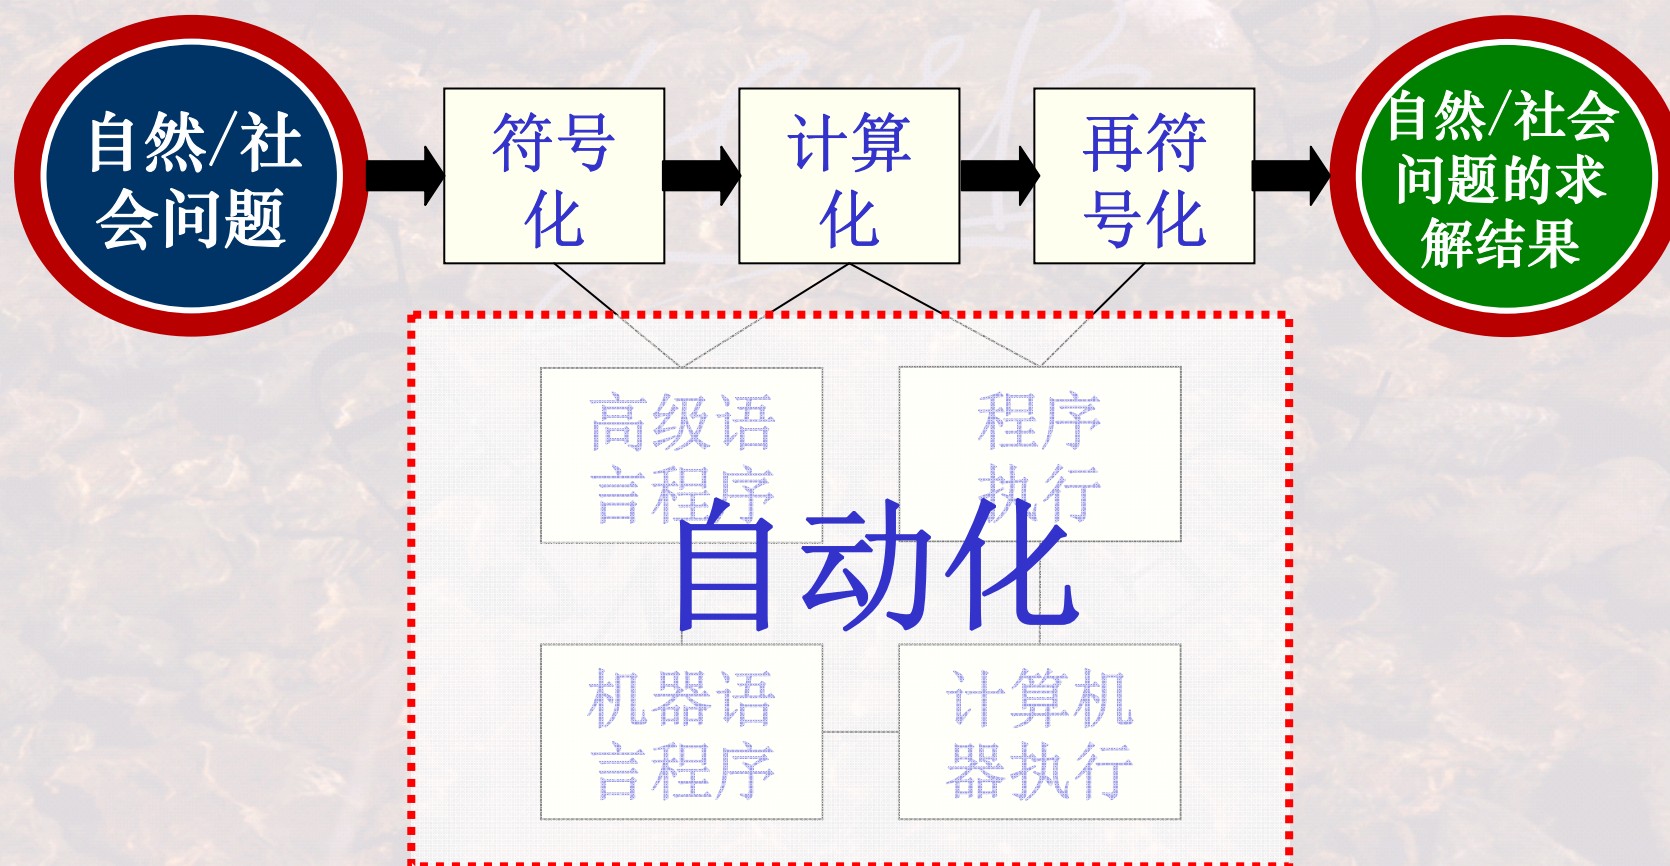 自然/社
会问题
符号
化
计算
化
再符
号化
自然/社会
问题的求
解结果
高级语
言程序
程序
执行
自动化
机器语
言程序
计算机
器执行